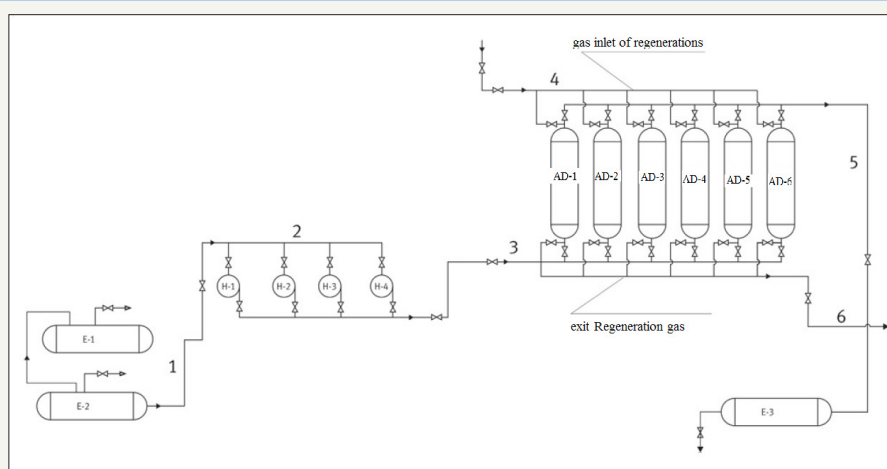 gas inlet of regenerations
4
5
AD-1
AD-2
AD-3
AD-4
AD-5
AD-6
2
3
H-1
H-2
H-3
H-4
6
exit Regeneration gas
E-1
1
E-2
E-3